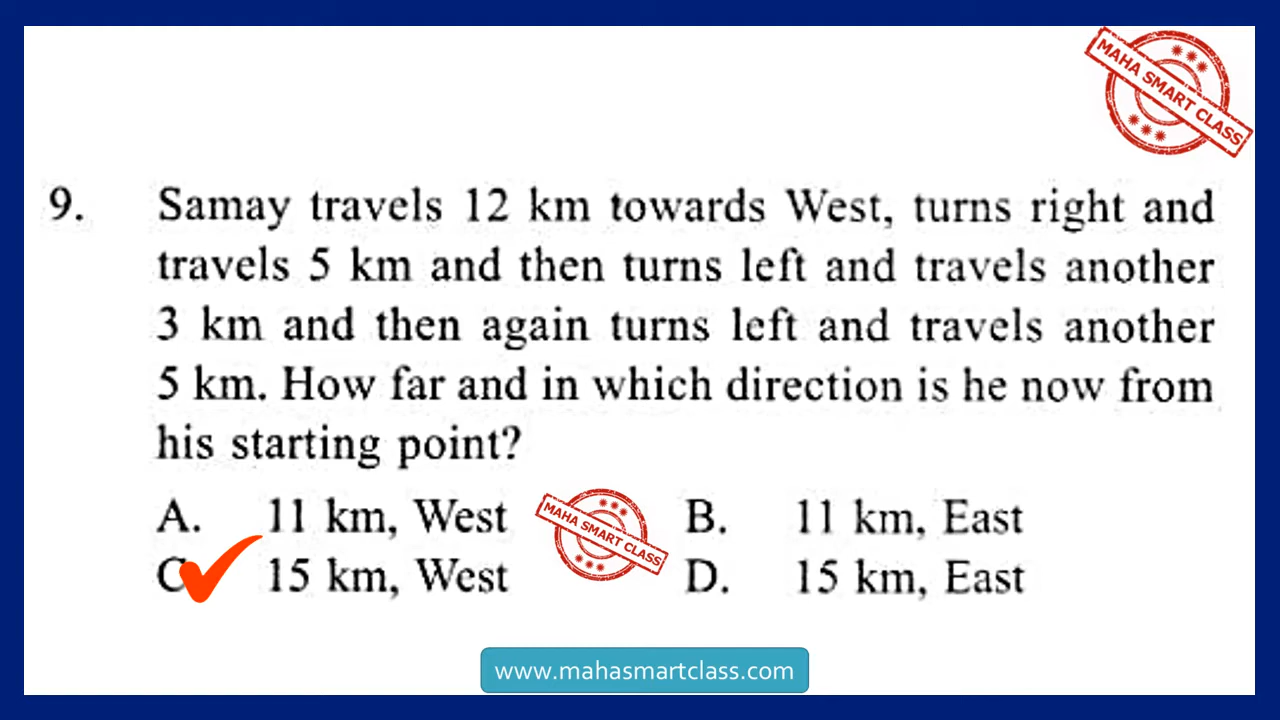 MAHA SMART CLASS
9. Samay travels 12 km towards West, turns right and
travels 5 km and then turns left and travels another
3 km and then again turns left and travels another
5 km. How far and in which direction is he now from
his starting point?
A. 11 km, West B. 11 km, East
MAHA SMART CLASS
C 15 km, West D. 15 km, East
www.mahasmartclass.com